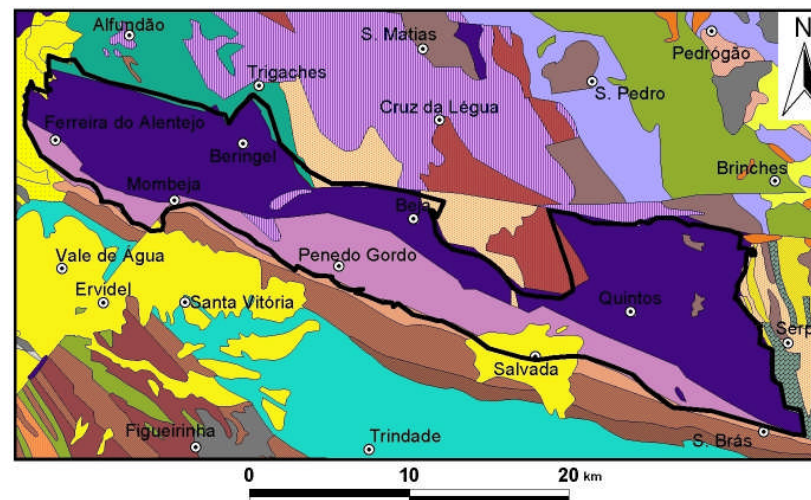 Alfundão
S. Matias
Pedrógão
N
Trigaches
S. Pedro
Cruz da Légua
Ferreira do Alentejo
Beringel
Brinches
Mombeja
Beja
Vale de Água
Penedo Gordo
Ervidel
Santa Vitória
Quintos
Serp
Salvada
Figueirinha
Trindade
S. Brás
0 10 20 km